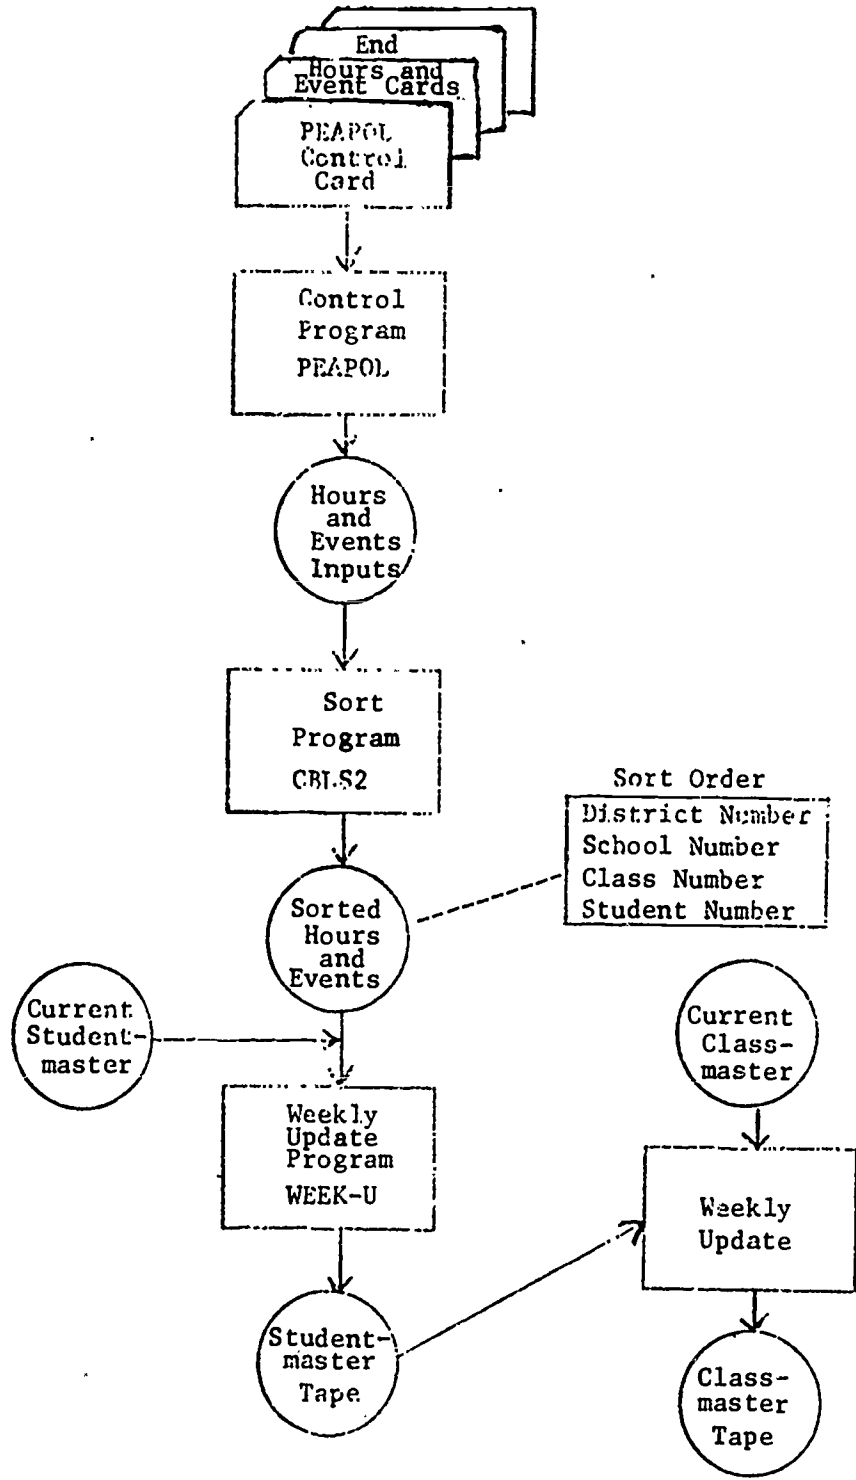 End
Hours and
Event Cards
PEAPOL
Control
Card
Control
Program
PEAPOL
Hours
and
Events
Inputs
Sort
Program
CBLS2
Sort Order
District Number
School Number
Class Number
Student Number
Sorted
Hours
and
Events
Current
Student-
master
Current
Class-
master
Weekly
Update
Program
WEEK-U
Weekly
Update
Student-
master
Tape
Class-
master
Tape